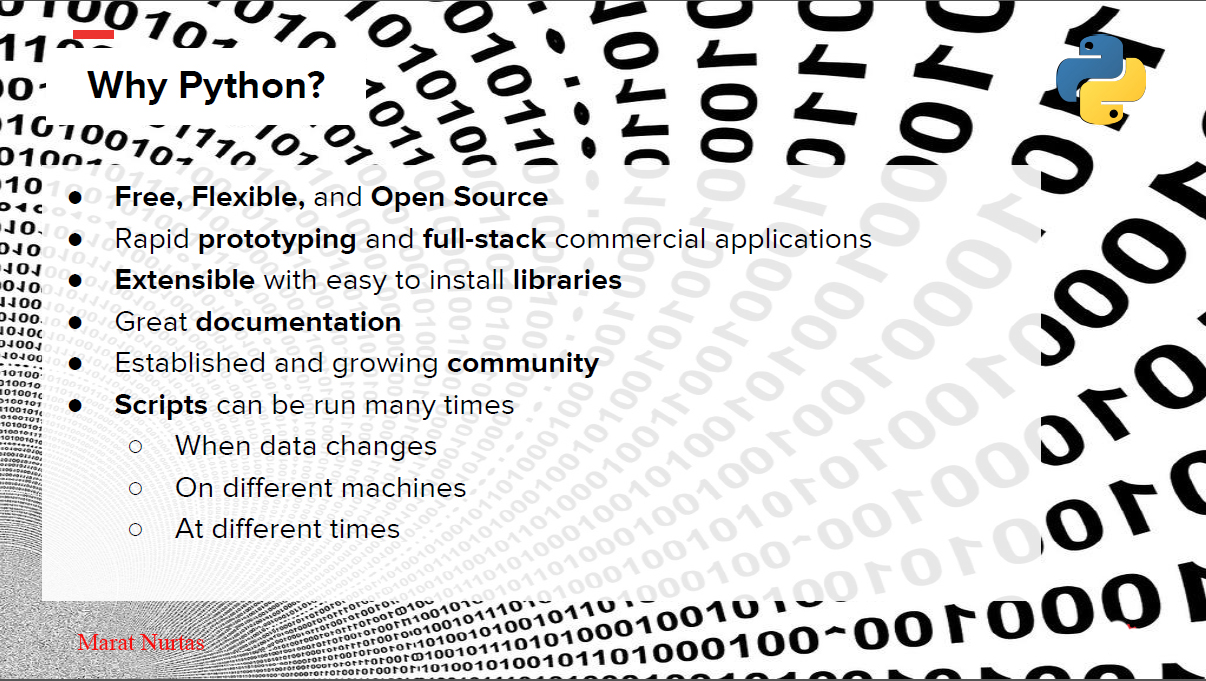 Why Python?
● Free, Flexible, and Open Source
● Rapid prototyping and full-stack commercial applications
● Extensible with easy to install libraries
● Great documentation
● Established and growing community
● Scripts can be run many times
○ When data changes
○ On different machines
○ At different times
Marat Nurtas